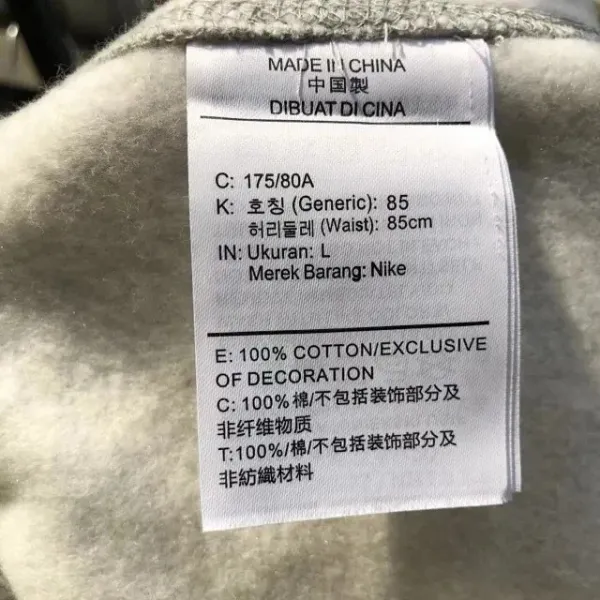 MADE IN CHINA
中国製
DIBUAT DI CINA
C: 175/80A
K: 호칭 (Generic): 85
허리둘레 (Waist): 85cm
IN: Ukuran: L
Merek Barang: Nike
E: 100% COTTON/EXCLUSIVE
OF DECORATION
C: 100%棉/不包括装饰部分及
非纤维物质
T:100%/棉/不包括装飾部分及
非紡織材料